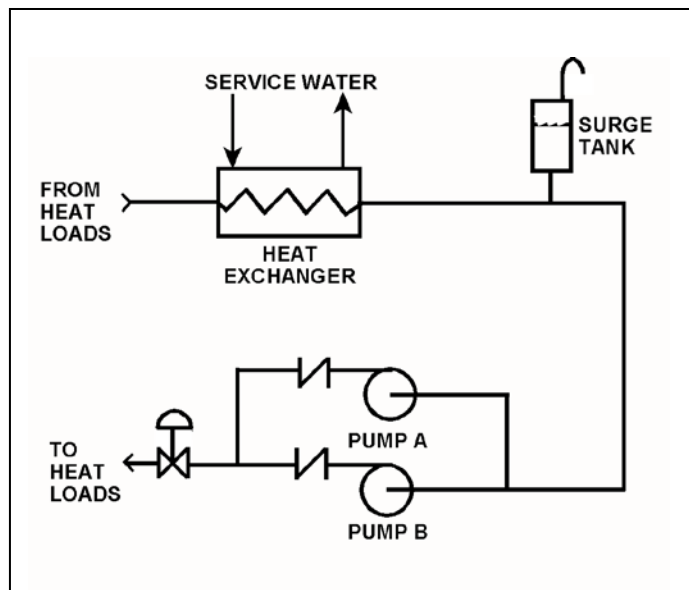 SERVICE WATER
SURGE
TANK
FROM
HEAT
LOADS
HEAT
EXCHANGER
PUMP A
TO
HEAT
LOADS
PUMP B